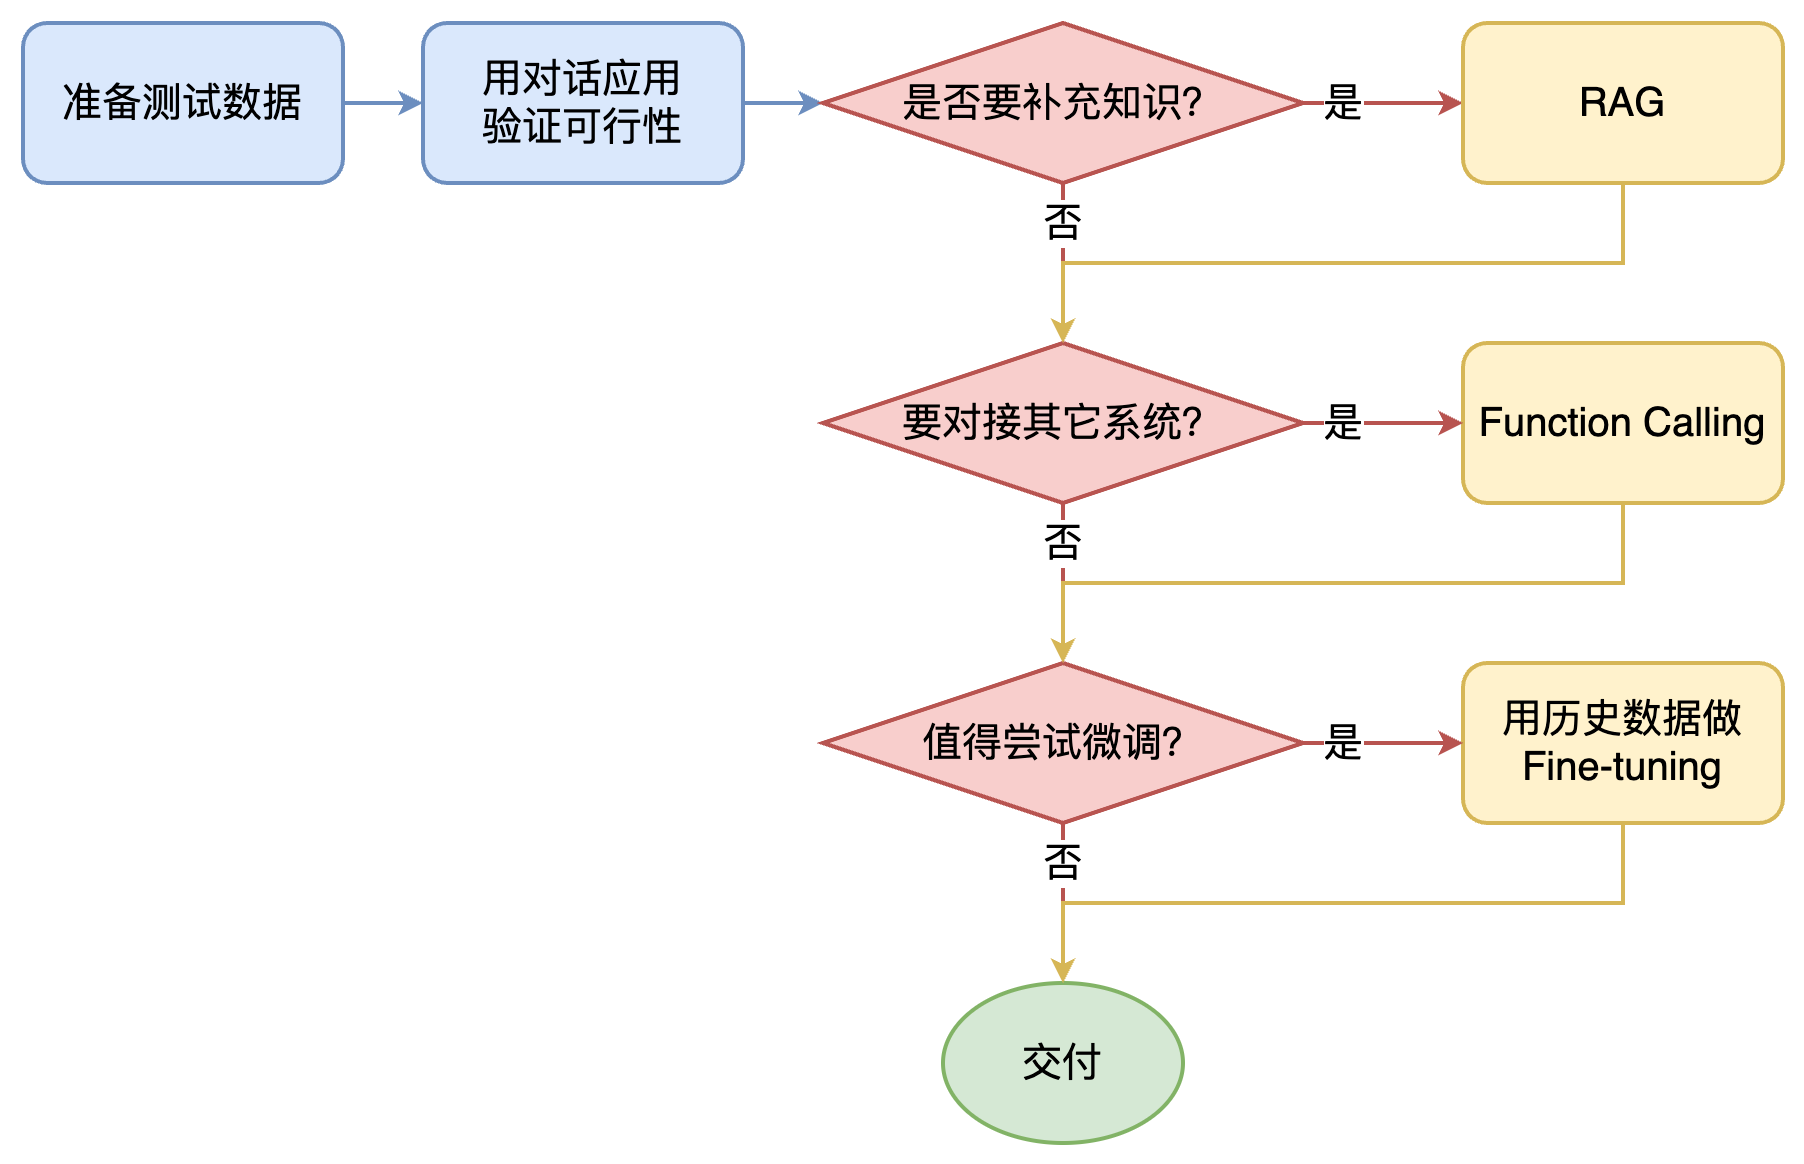 准备测试数据
用对话应用
验证可行性
是否要补充知识?
是
RAG
否
要对接其它系统?
是
Function Calling
否
值得尝试微调?
是
用历史数据做
Fine-tuning
否
交付